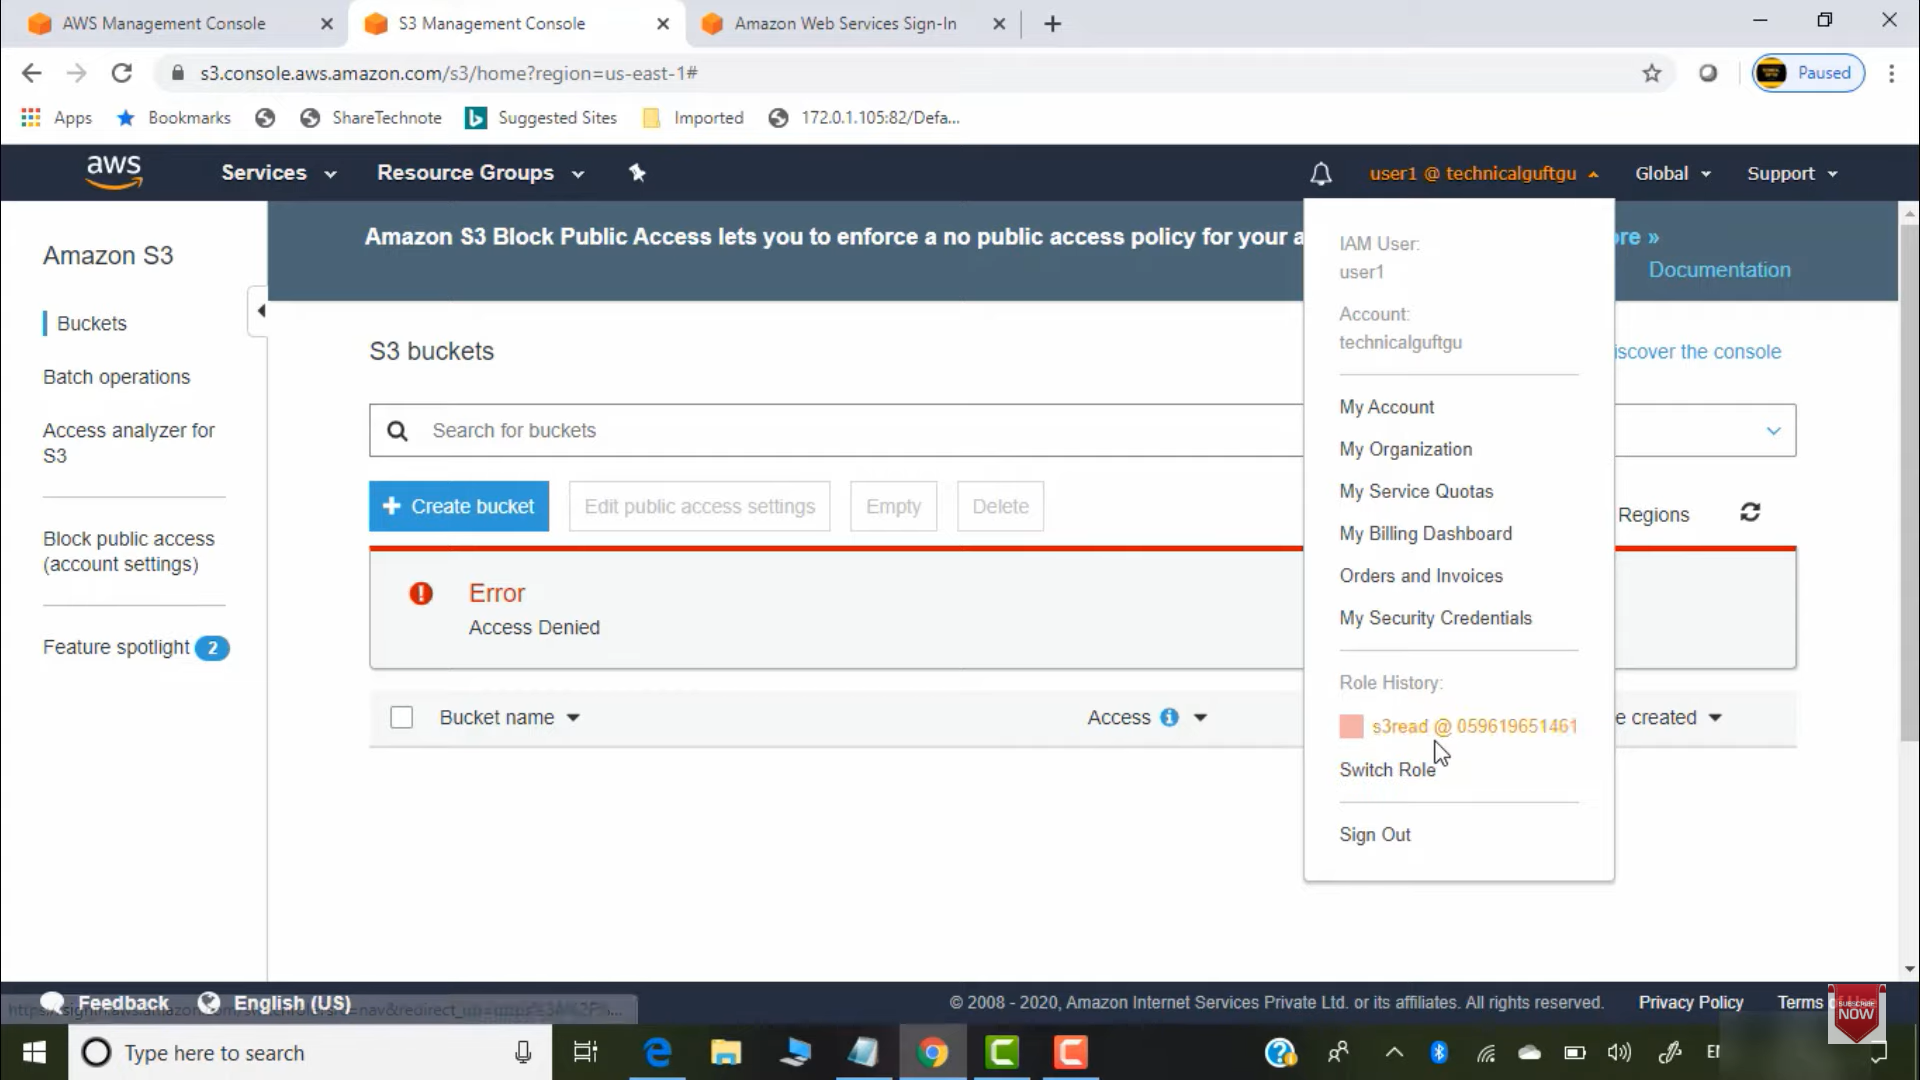 AWS Management Console
S3 Management Console
Amazon Web Services Sign-In
s3.console.aws.amazon.com/s3/home?region=us-east-1#
Paused
Apps
Bookmarks
ShareTechnote
Suggested Sites
Imported
172.0.1.105:82/Defa...
aws
Services
Resource Groups
user1 @ technicalguftgu
Global
Support
Amazon S3
Buckets
Batch operations
Access analyzer for
S3
Block public access
(account settings)
Feature spotlight 2
Amazon S3 Block Public Access lets you to enforce a no public access policy for your a
re »
Documentation
S3 buckets
iscover the console
Search for buckets
Create bucket
Edit public access settings
Empty
Delete
Regions
Error
Access Denied
Bucket name
Access
e created
IAM User:
user1
Account:
technicalguftgu
My Account
My Organization
My Service Quotas
My Billing Dashboard
Orders and Invoices
My Security Credentials
Role History:
s3read @ 059619651461
Switch Role
Sign Out
Feedback
English (US)
© 2008 - 2020, Amazon Internet Services Private Ltd. or its affiliates. All rights reserved.
Privacy Policy
Terms
SUBSCRIBE
NOW
Type here to search